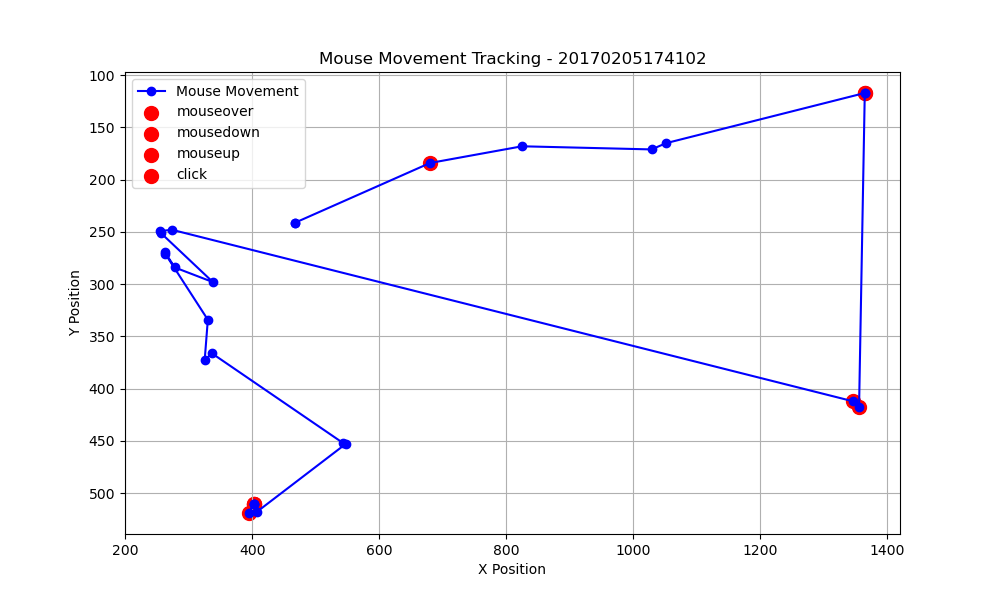 Mouse Movement Tracking - 20170205174102
Mouse Movement
mouseover
mousedown
mouseup
click
Y Position
100
150
200
250
300
350
400
450
500
200 400 600 800 1000 1200 1400
X Position